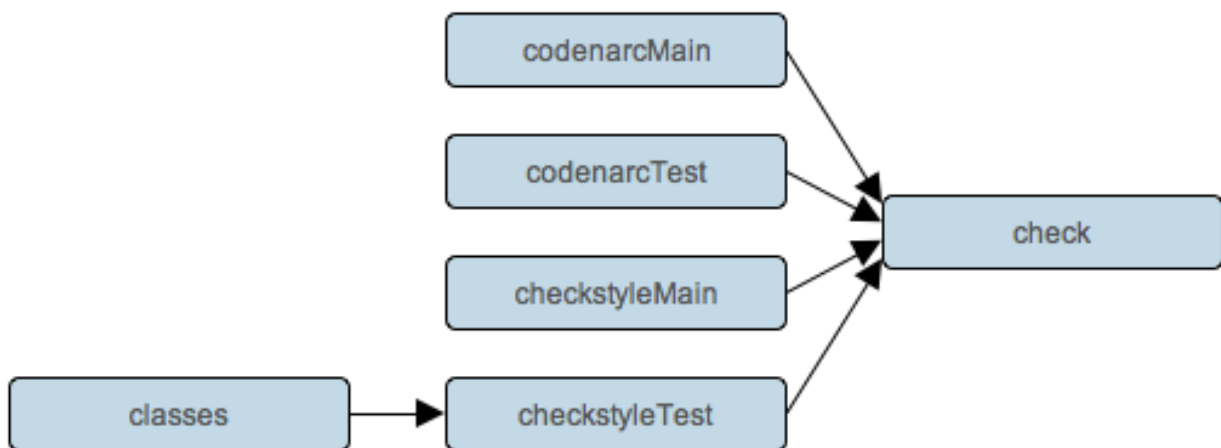 codenarcMain
codenarcTest
check
checkstyleMain
classes
checkstyleTest